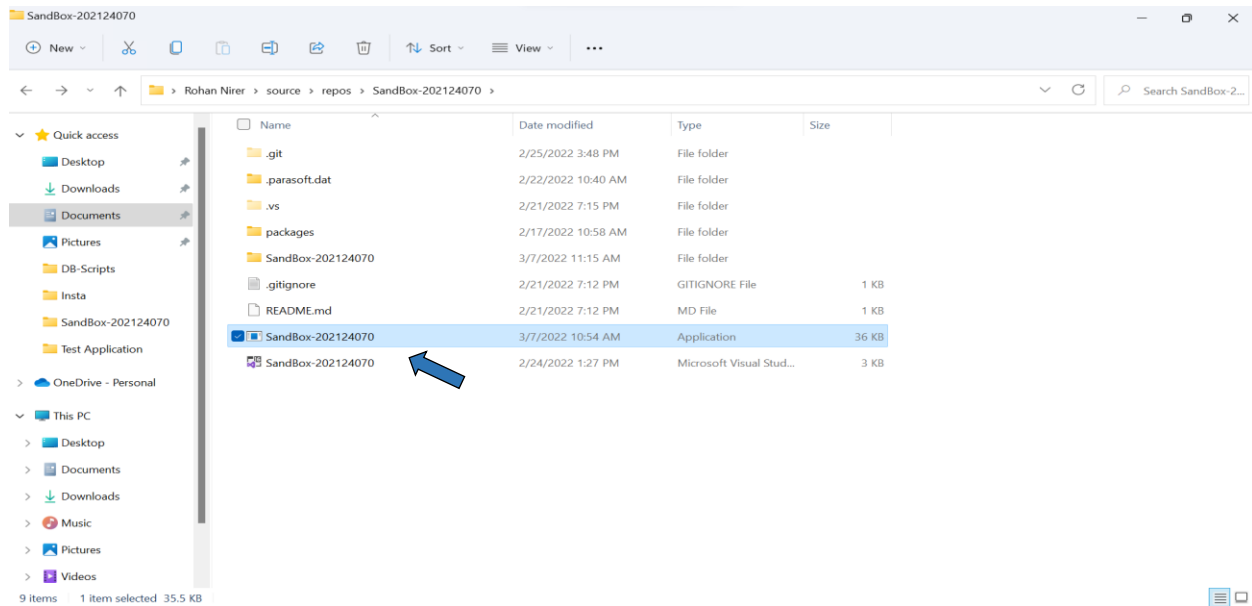 SandBox-202124070
New
Sort
View
Rohan Nirer > source > repos > SandBox-202124070 >
Search SandBox-2...
Quick access
Desktop
Downloads
Documents
Pictures
DB-Scripts
Insta
SandBox-202124070
Test Application
OneDrive - Personal
This PC
Desktop
Documents
Downloads
Music
Pictures
Videos
Name Date modified Type Size
.git 2/25/2022 3:48 PM File folder
.parasoft.dat 2/22/2022 10:40 AM File folder
.vs 2/21/2022 7:15 PM File folder
packages 2/17/2022 10:58 AM File folder
SandBox-202124070 3/7/2022 11:15 AM File folder
.gitignore 2/21/2022 7:12 PM GITIGNORE File 1 KB
README.md 2/21/2022 7:12 PM MD File 1 KB
SandBox-202124070 3/7/2022 10:54 AM Application 36 KB
SandBox-202124070 2/24/2022 1:27 PM Microsoft Visual Stud... 3 KB
9 items 1 item selected 35.5 KB